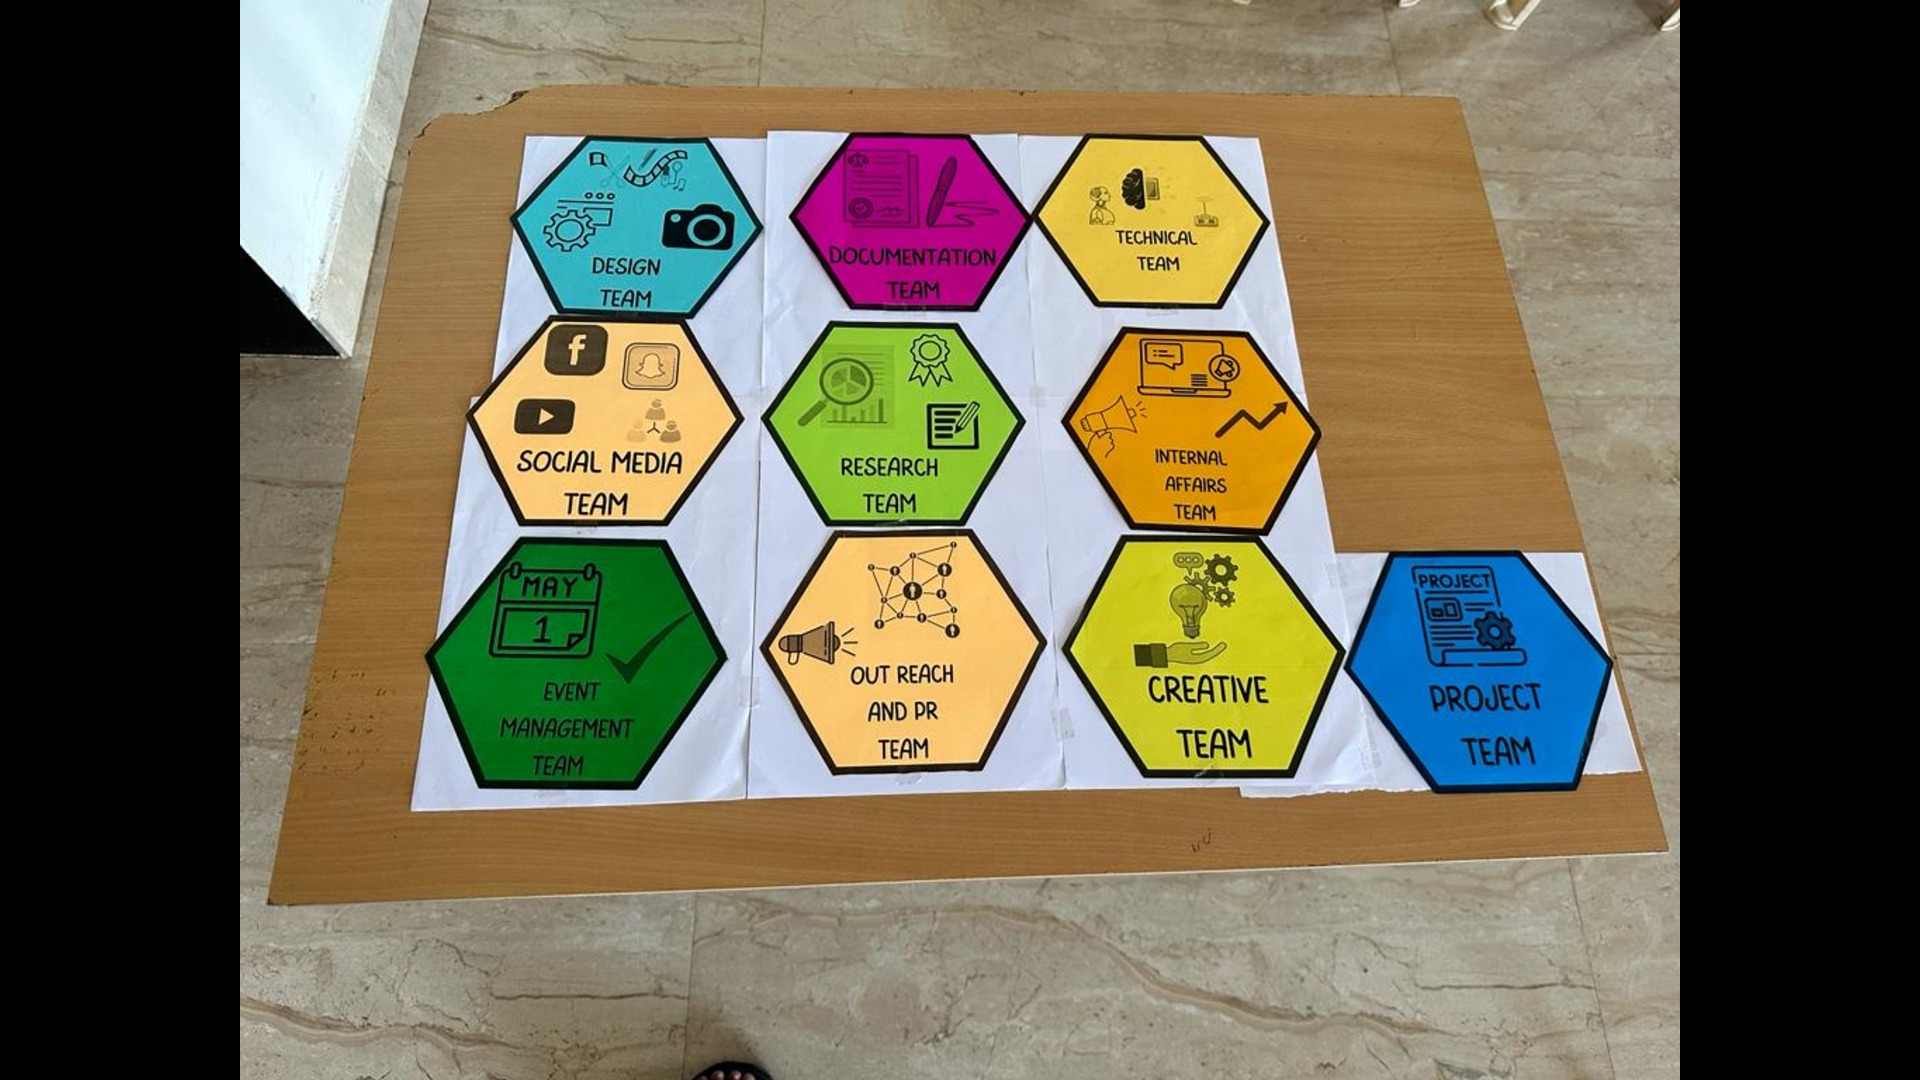 DESIGN
TEAM
DOCUMENTATION
TEAM
TECHNICAL
TEAM
f
SOCIAL MEDIA
TEAM
RESEARCH
TEAM
INTERNAL
AFFAIRS
TEAM
MAY
1
EVENT
MANAGEMENT
TEAM
OUT REACH
AND PR
TEAM
CREATIVE
TEAM
PROJECT
PROJECT
TEAM